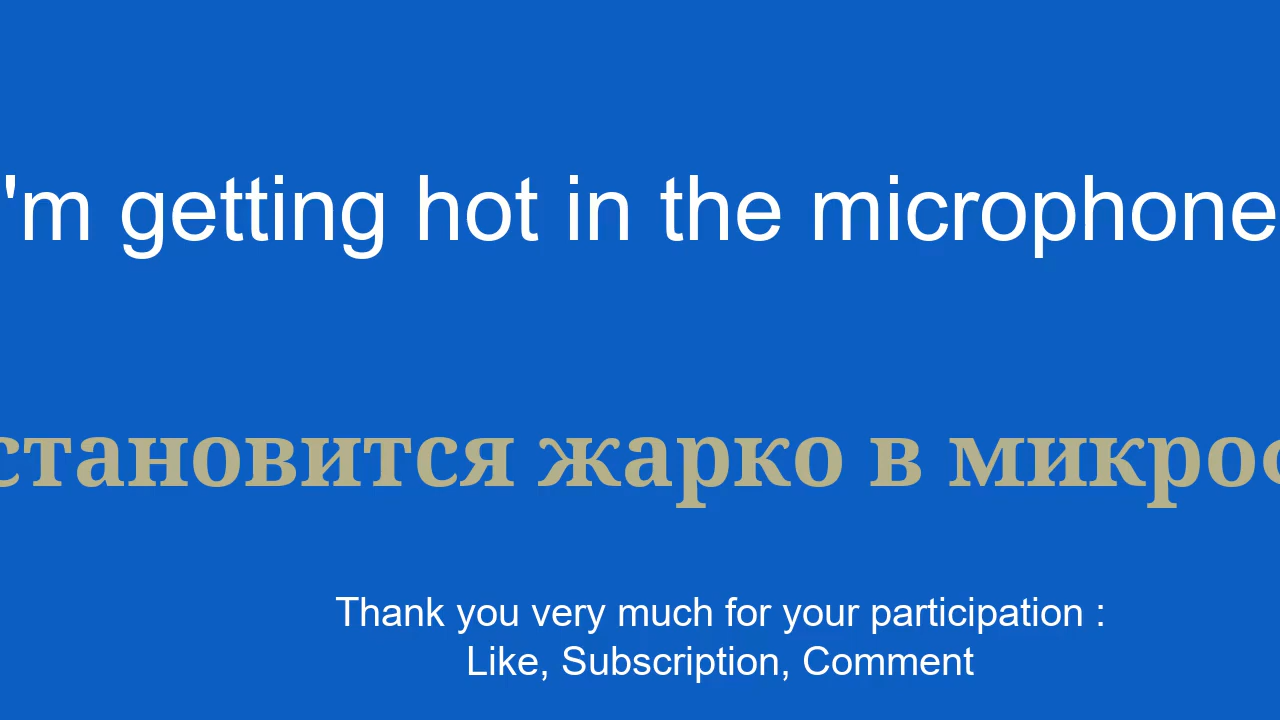 'm getting hot in the microphone
становится жарко в микро
Thank you very much for your participation :
Like, Subscription, Comment